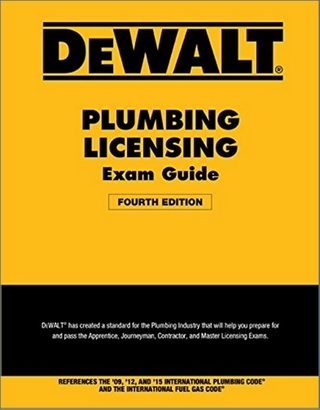 DEWALT®
PLUMBING
LICENSING
Exam Guide
FOURTH EDITION
DEWALT® has created a standard for the Plumbing Industry that will help you prepare for
and pass the Apprentice, Journeyman, Contractor, and Master Licensing Exams.
REFERENCES THE '09, '12, AND '15 INTERNATIONAL PLUMBING CODE®
AND THE INTERNATIONAL FUEL GAS CODE®